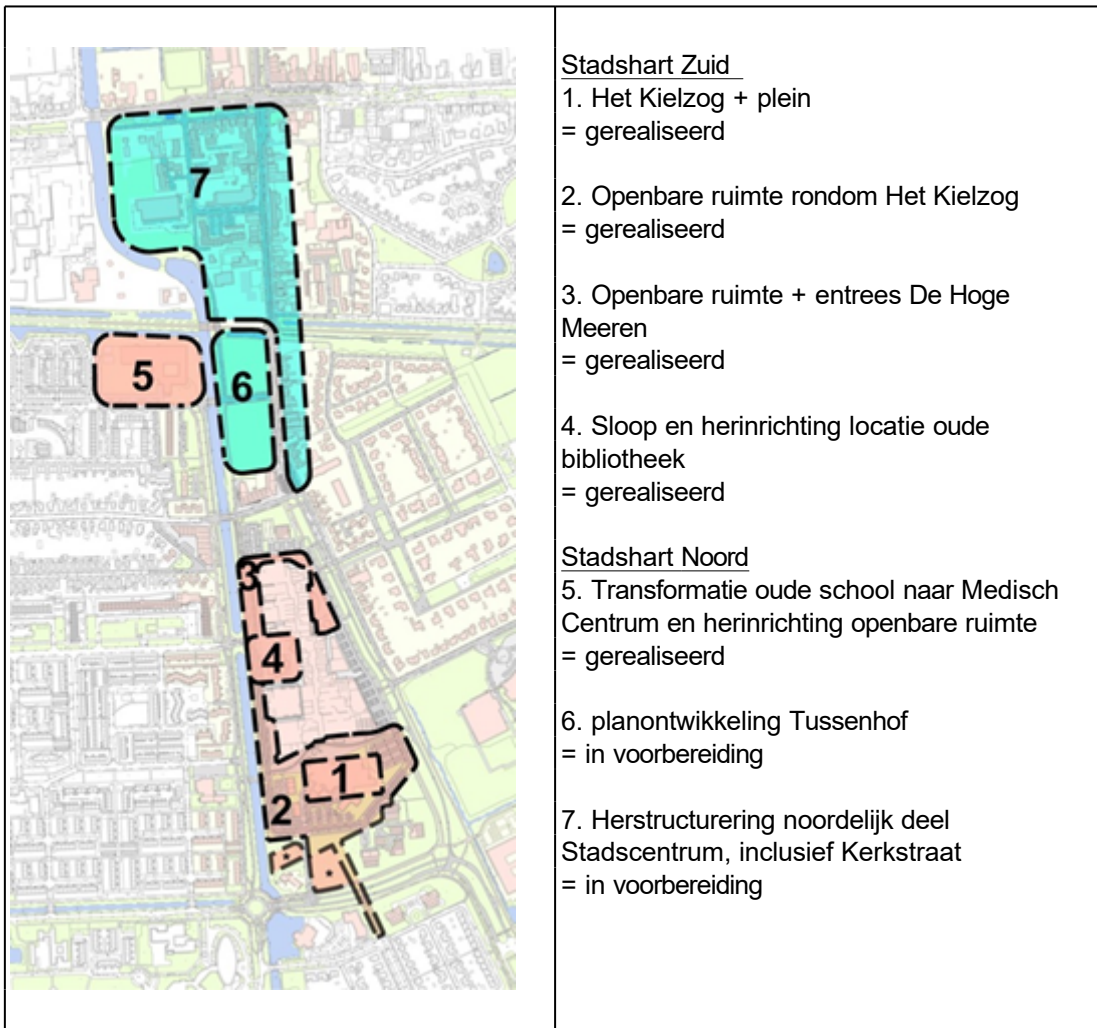 7
5
6
3
4
1
2
Stadshart Zuid
1. Het Kielzog + plein
= gerealiseerd
2. Openbare ruimte rondom Het Kielzog
= gerealiseerd
3. Openbare ruimte + entrees De Hoge
Meeren
= gerealiseerd
4. Sloop en herinrichting locatie oude
bibliotheek
= gerealiseerd
Stadshart Noord
5. Transformatie oude school naar Medisch
Centrum en herinrichting openbare ruimte
= gerealiseerd
6. planontwikkeling Tussenhof
= in voorbereiding
7. Herstructurering noordelijk deel
Stadscentrum, inclusief Kerkstraat
= in voorbereiding